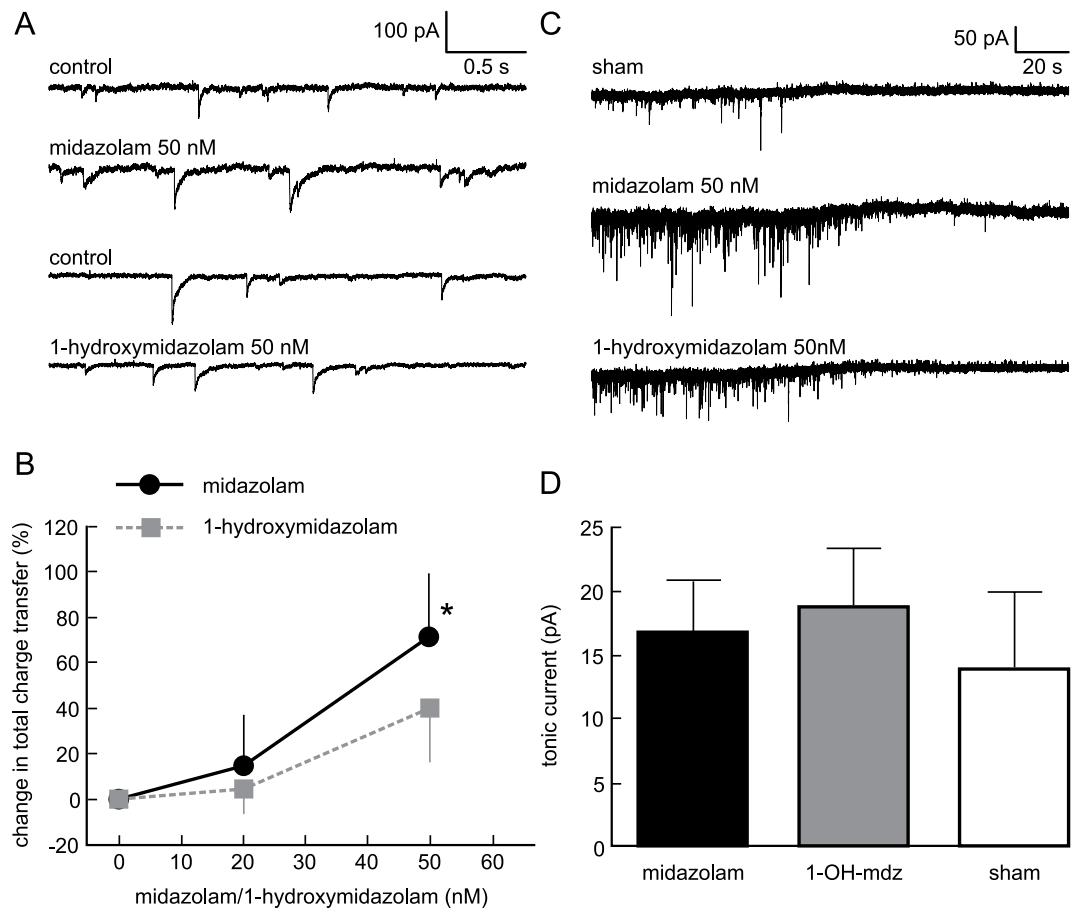 A
100 pA
0.5 s
control
midazolam 50 nM
control
1-hydroxymidazolam 50 nM
C
50 pA
20 s
sham
midazolam 50 nM
1-hydroxymidazolam 50nM
B
midazolam
1-hydroxymidazolam
change in total charge transfer (%)
120
100
80
60
40
20
0
-20
*
0 10 20 30 40 50 60
midazolam/1-hydroxymidazolam (nM)
D
tonic current (pA)
25
20
15
10
5
0
midazolam 1-OH-mdz sham